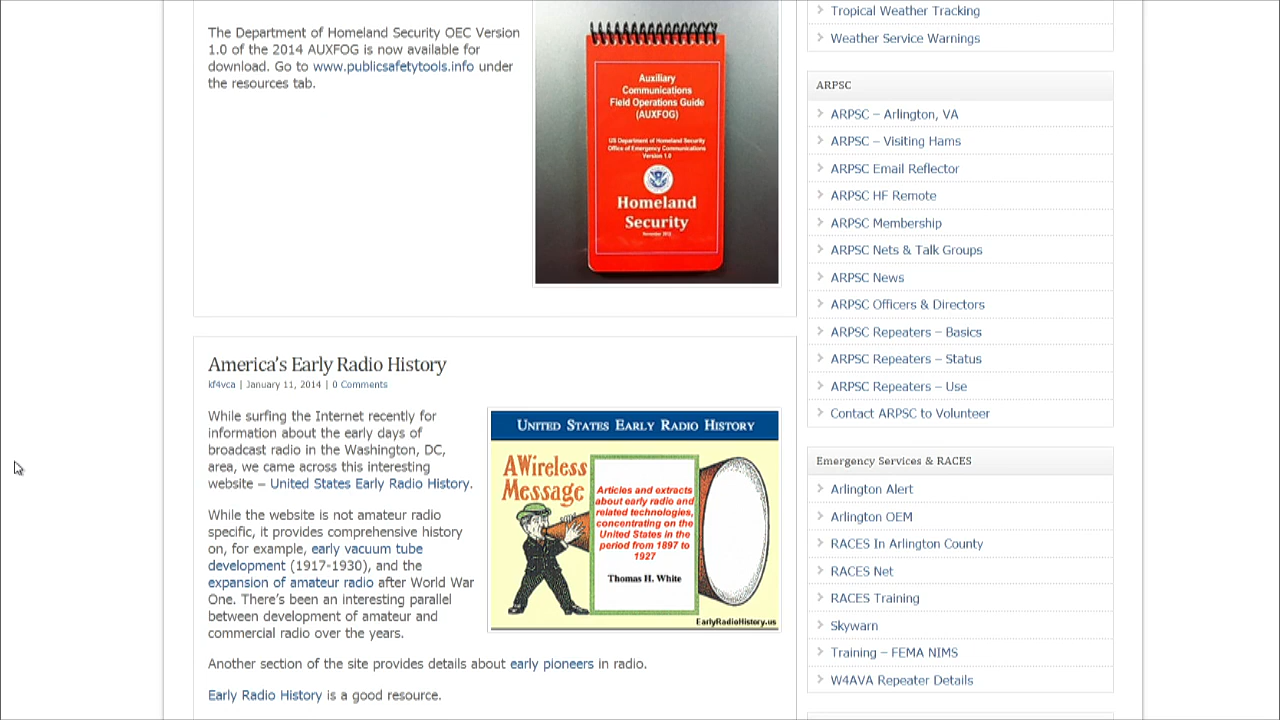 The Department of Homeland Security OEC Version
1.0 of the 2014 AUXFOG is now available for
download. Go to www.publicsafetytools.info under
the resources tab.
Auxiliary
Communications
Field Operations Guide
(AUXFOG)
US Department of Homeland Security
Office of Emergency Communications
Version 1.0
Homeland
Security
November 2012
America's Early Radio History
kf4vca | January 11, 2014 | 0 Comments
While surfing the Internet recently for
information about the early days of
broadcast radio in the Washington, DC,
area, we came across this interesting
website – United States Early Radio History.
While the website is not amateur radio
specific, it provides comprehensive history
on, for example, early vacuum tube
development (1917-1930), and the
expansion of amateur radio after World War
One. There's been an interesting parallel
between development of amateur and
commercial radio over the years.
UNITED STATES EARLY RADIO HISTORY
A Wireless
Message
Articles and extracts
about early radio and
related technologies,
concentrating on the
United States in the
period from 1897 to
1927
Thomas H. White
EarlyRadioHistory.us
Another section of the site provides details about early pioneers in radio.
Early Radio History is a good resource.
Tropical Weather Tracking
Weather Service Warnings
ARPSC
ARPSC – Arlington, VA
ARPSC – Visiting Hams
ARPSC Email Reflector
ARPSC HF Remote
ARPSC Membership
ARPSC Nets & Talk Groups
ARPSC News
ARPSC Officers & Directors
ARPSC Repeaters – Basics
ARPSC Repeaters – Status
ARPSC Repeaters – Use
Contact ARPSC to Volunteer
Emergency Services & RACES
Arlington Alert
Arlington OEM
RACES In Arlington County
RACES Net
RACES Training
Skywarn
Training – FEMA NIMS
W4AVA Repeater Details